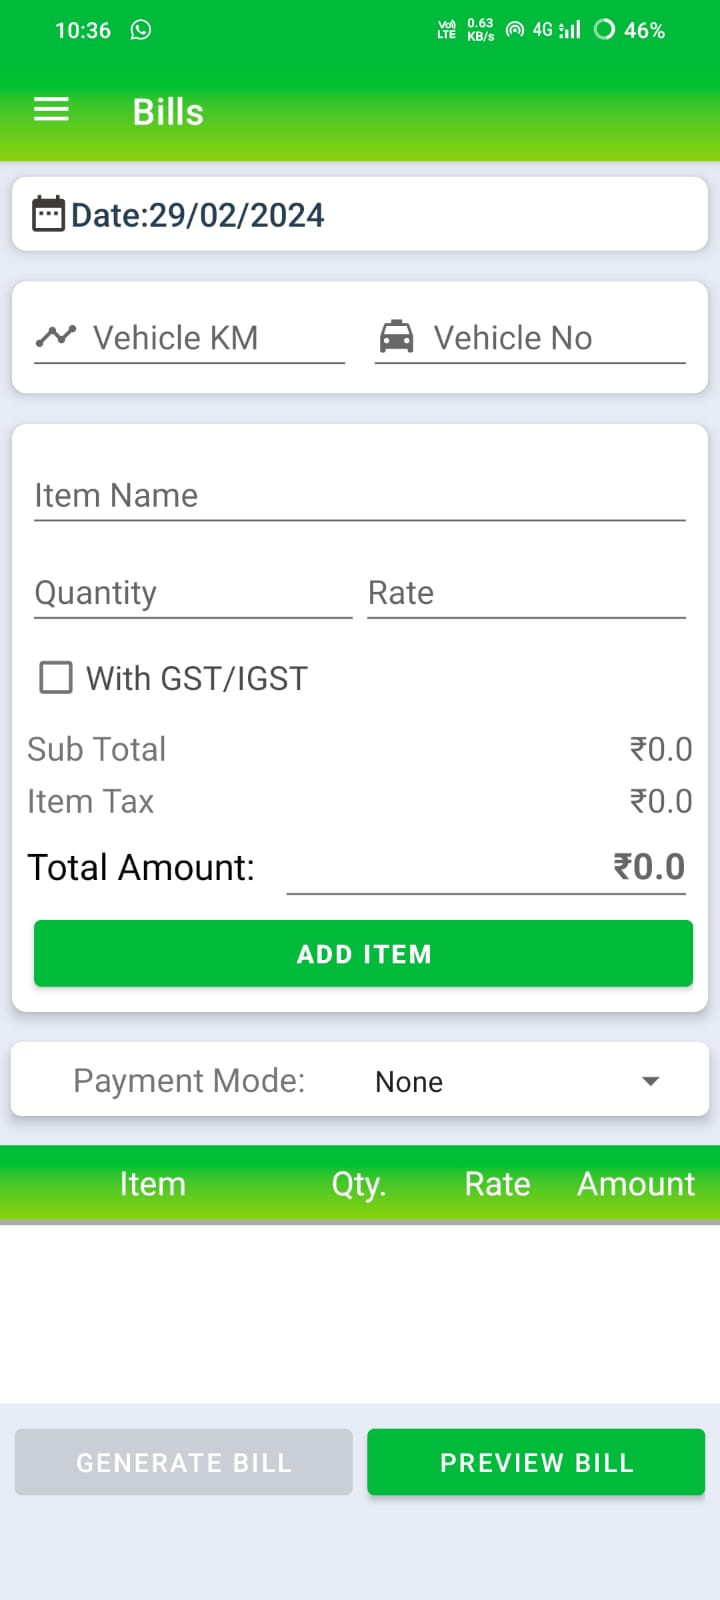 10:36 Vo) LTE 0.63 KB/s 4G 46%
Bills
Date:29/02/2024
Vehicle KM Vehicle No
Item Name
Quantity Rate
With GST/IGST
Sub Total ₹0.0
Item Tax ₹0.0
Total Amount: ₹0.0
ADD ITEM
Payment Mode: None
Item Qty. Rate Amount
GENERATE BILL PREVIEW BILL